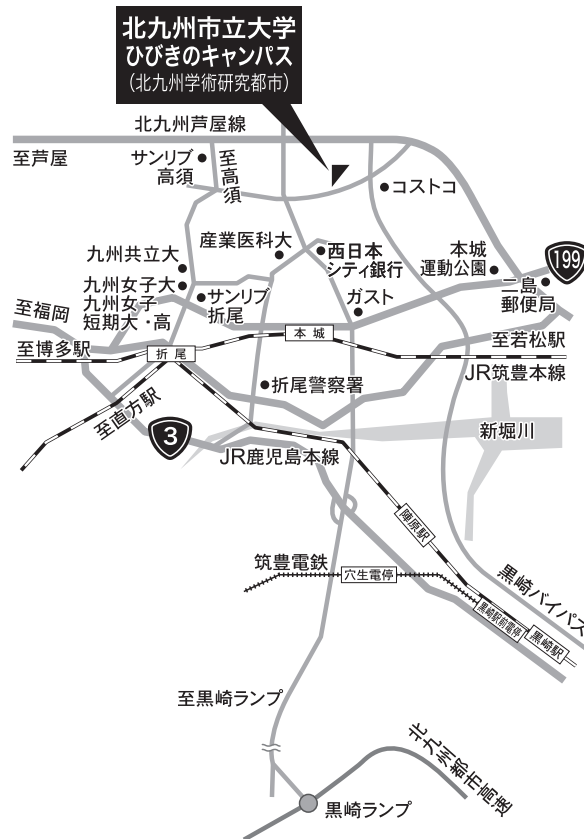 北九州市立大学
ひびきのキャンパス
(北九州学術研究都市)
北九州芦屋線
至芦屋
サンリブ
高須
至高須
コストコ
九州共立大
産業医科大
西日本
シティ銀行
本城
運動公園
199
九州女子大
九州女子
短期大・高
サンリブ
折尾
ガスト
二島
郵便局
至福岡
至博多駅
折尾
本城
至若松駅
JR筑豊本線
折尾警察署
至直方駅
3
新堀川
JR鹿児島本線
陣原駅
筑豊電鉄
穴生電停
黒崎バイパス
黒崎駅前電停
黒崎駅
至黒崎ランプ
北九州都市高速
黒崎ランプ